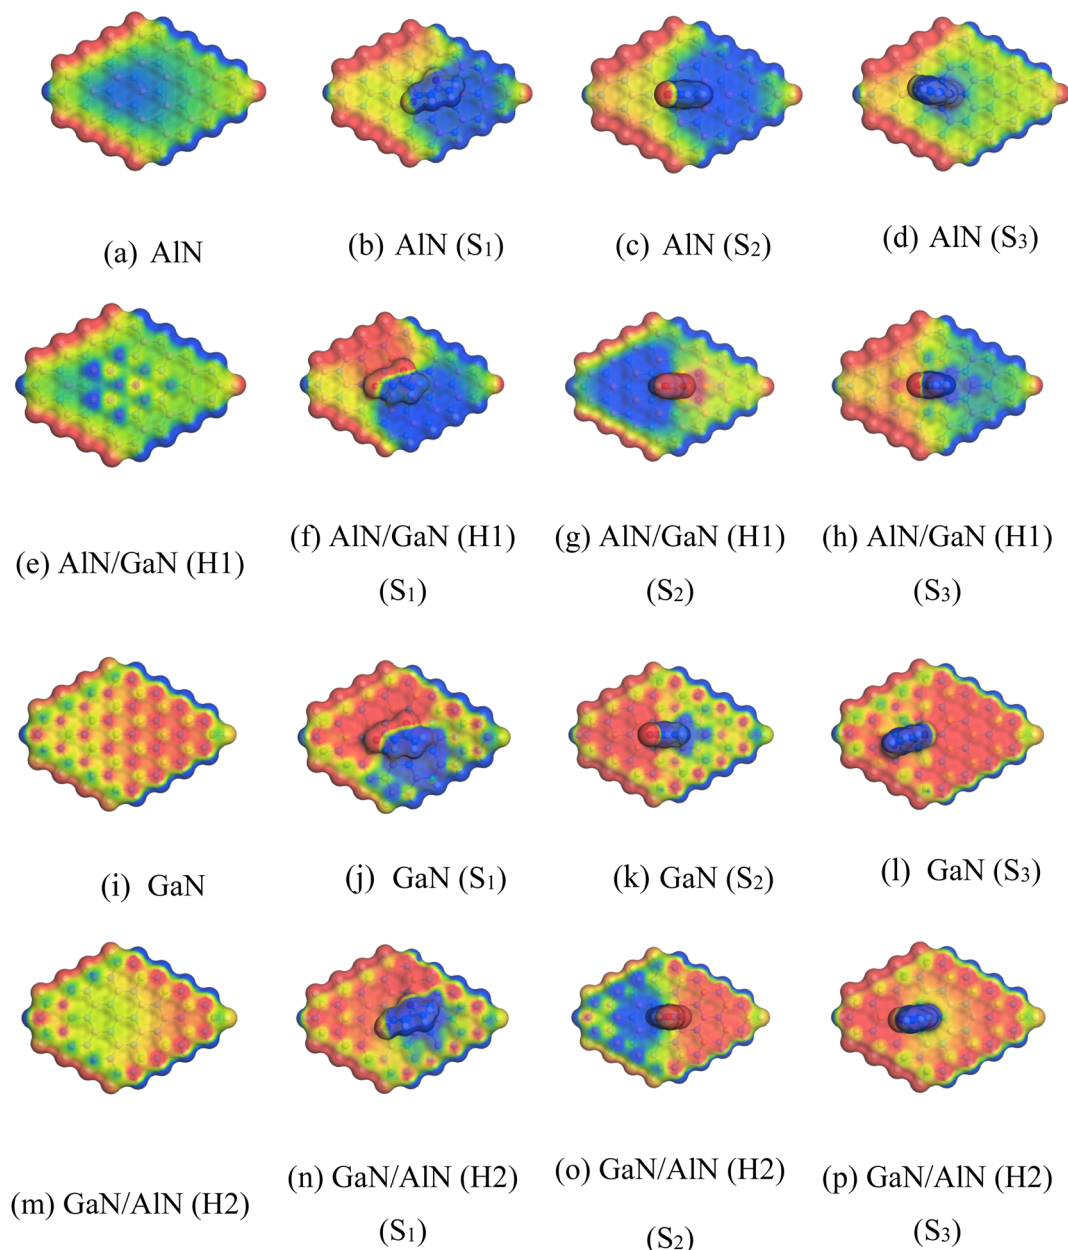 (a) AlN
(b) AlN (S₁)
(c) AlN (S₂)
(d) AlN (S₃)
(e) AlN/GaN (H1)
(f) AlN/GaN (H1)
(S₁)
(g) AlN/GaN (H1)
(S₂)
(h) AlN/GaN (H1)
(S₃)
(i) GaN
(j) GaN (S₁)
(k) GaN (S₂)
(l) GaN (S₃)
(m) GaN/AlN (H2)
(n) GaN/AlN (H2)
(S₁)
(o) GaN/AlN (H2)
(S₂)
(p) GaN/AlN (H2)
(S₃)